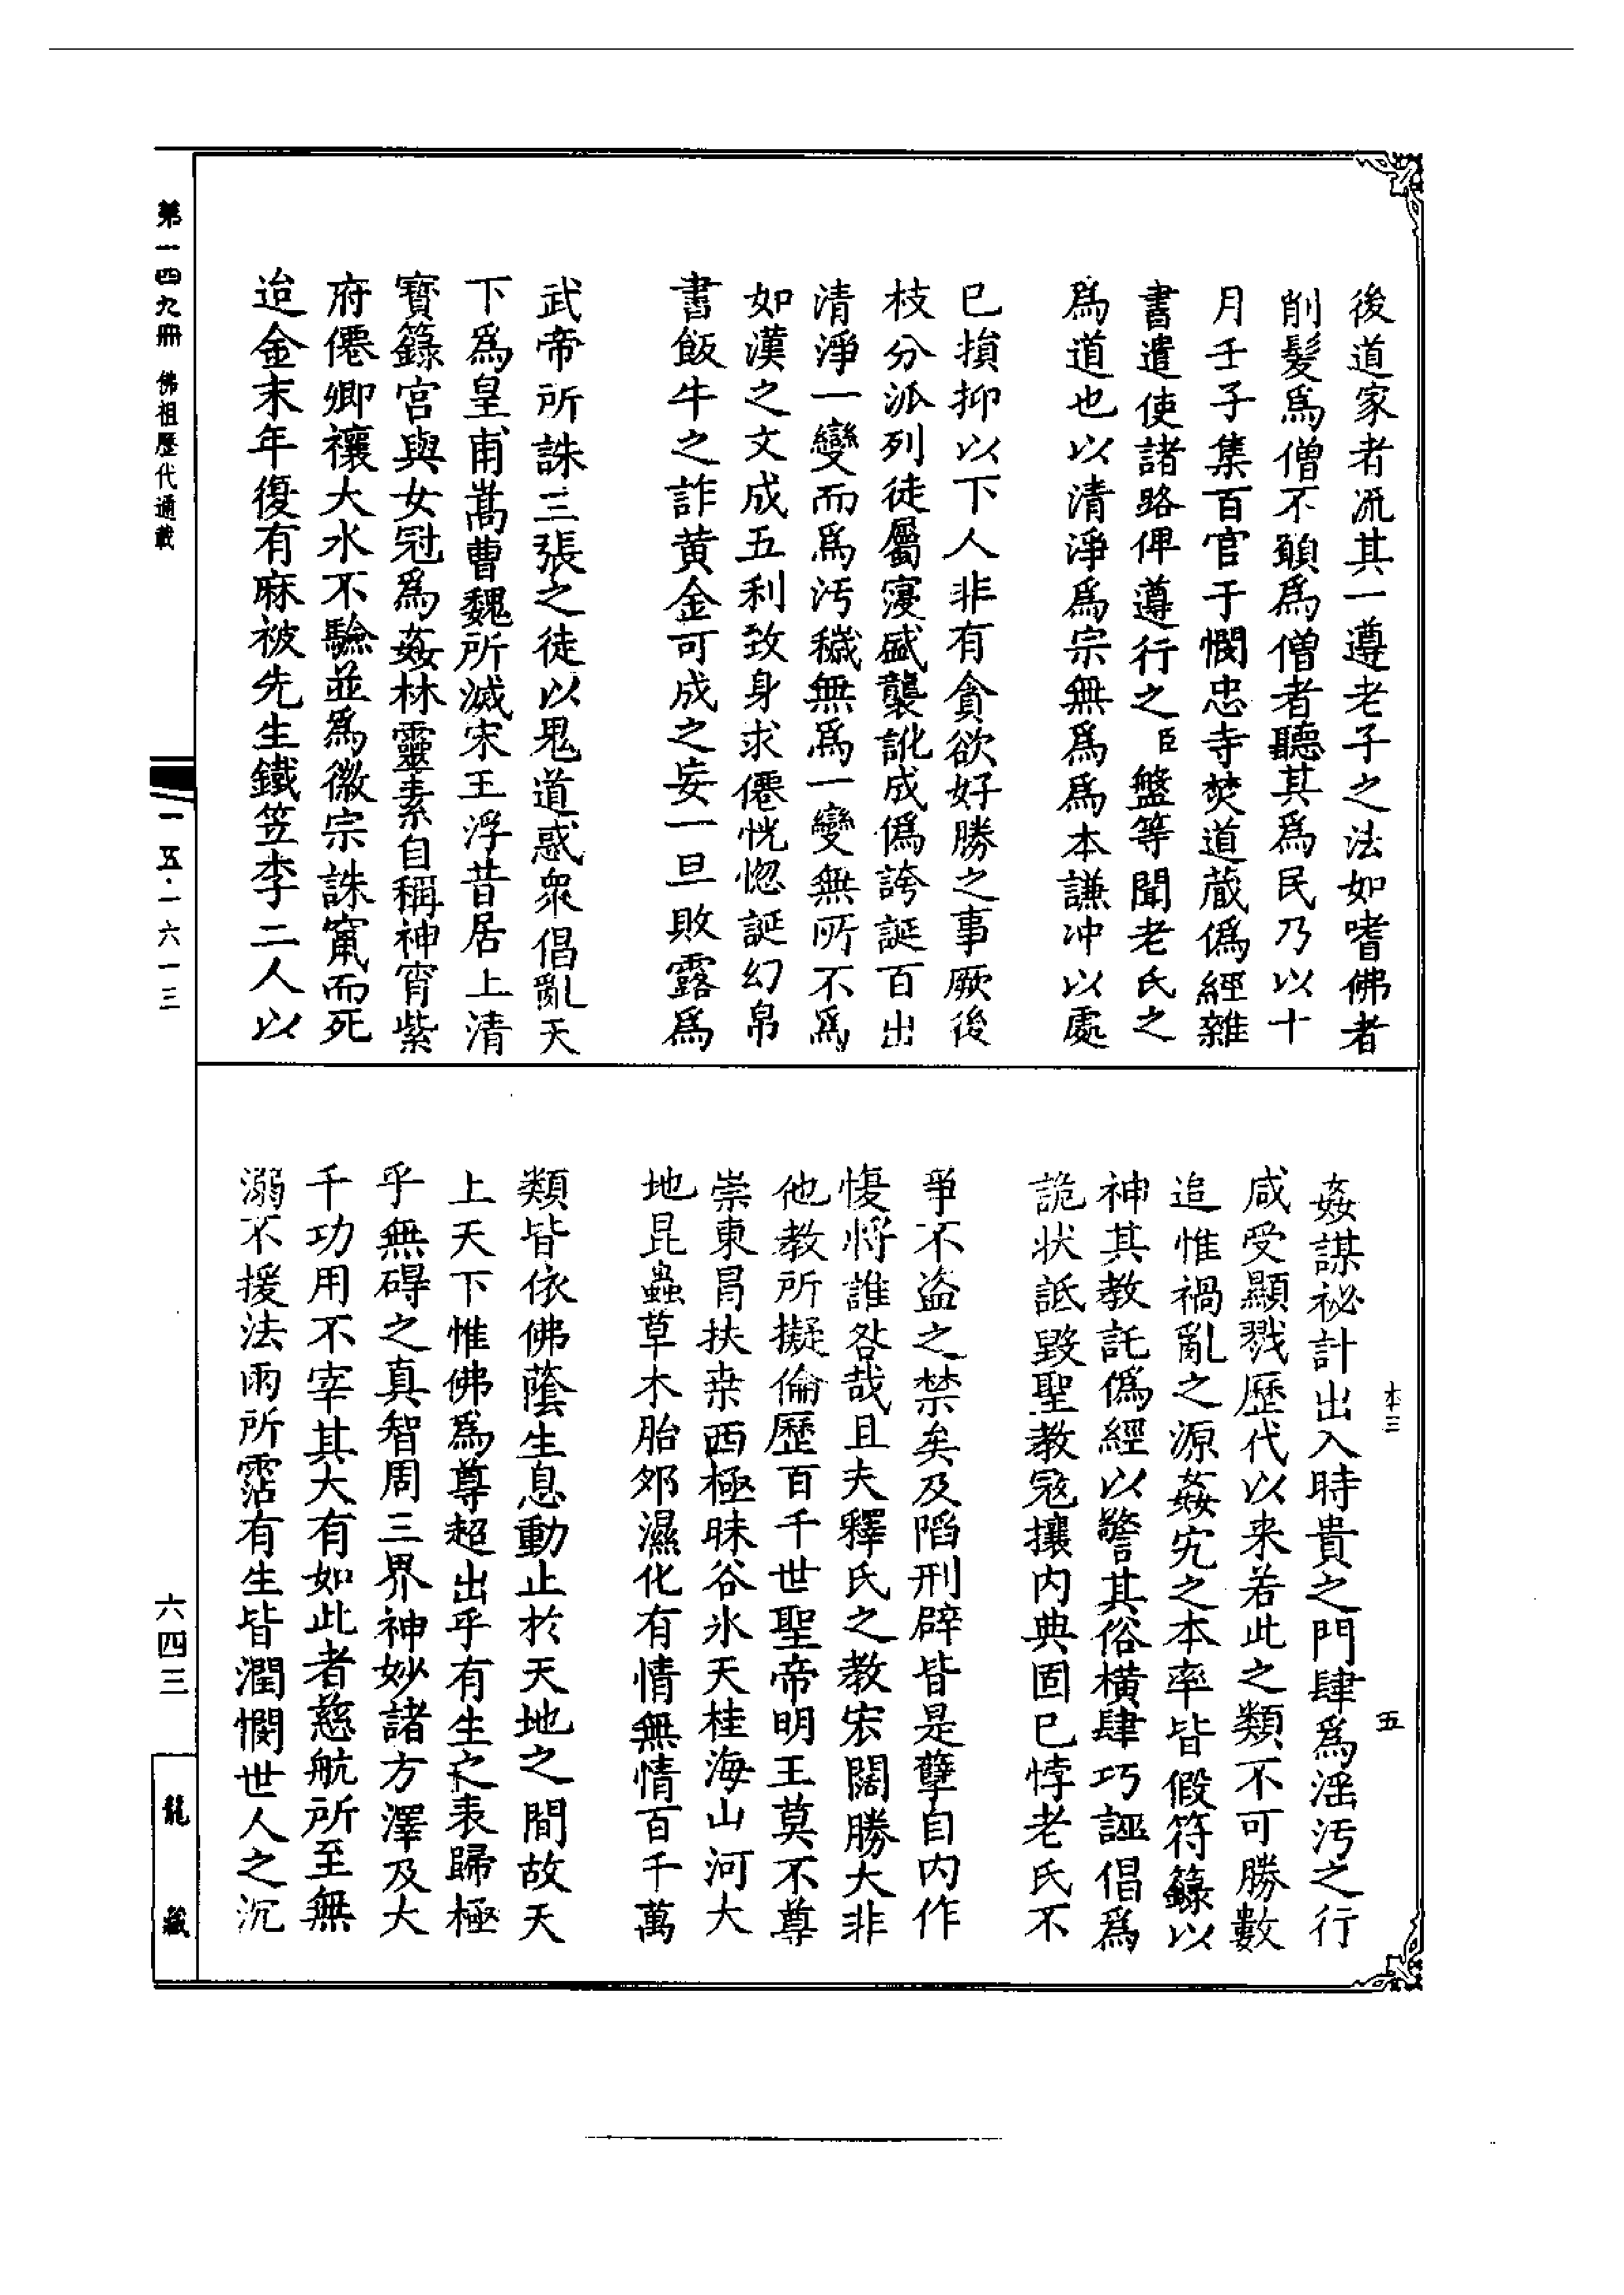 後道家者流其一遵老子之法如嗜佛者
削髮爲僧不願爲僧者聽其爲民乃以十
月壬子集百官于憫忠寺焚道藏僞經雜
書遣使諸路俾遵行之臣盤等聞老氏之
爲道也以清淨爲宗無爲爲本謙冲以處
已損抑以下人非有貪欲好勝之事厥後
枝分派列徒屬寖盛襲訛成僞誇誕百出
清淨一變而爲汚穢無爲一變無所不爲
如漢之文成五利致身求僊恍惚誕幻帛
書飯牛之詐黄金可成之妄一旦敗露爲
武帝所誅三張之徒以鬼道惑衆倡亂天
下爲皇甫嵩曹魏所滅宋王浮昔居上清
寳籙宫與女冠爲姦林靈素自稱神宵紫
府僊卿禳大水不驗並爲徽宗誅竄而死
迨金末年復有麻被先生鐵笠李二人以
姦謀祕計出入時貴之門肆爲淫汚之行
咸受顯戮歷代以来若此之類不可勝數
追惟禍亂之源姦宄之本率皆假符籙以
神其教託僞經以警其俗橫肆巧誣倡爲
詭状詆毀聖教冦攘内典固已悖老氏不
爭不盗之禁矣及陷刑辟皆是孽自内作
愎将誰咎哉且夫釋氏之教宏闊勝大非
他教所擬倫歷百千世聖帝明王莫不尊
崇東冐扶桒西極昧谷氷天桂海山河大
地昆蟲草木胎夘濕化有情無情百千萬
類皆依佛蔭生息動止於天地之間故天
上天下惟佛爲尊超出乎有生之表歸極
乎無碍之真智周三界神妙諸方澤及大
千功用不宰其大有如此者慈航所至無
溺不援法雨所霑有生皆潤憫世人之沉
本三
五
第一四九冊 佛祖歷代通載
一五·一六一三
六四三
龍藏